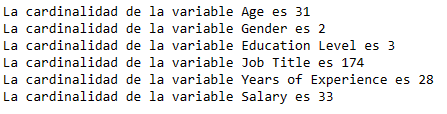 La cardinalidad de la variable Age es 31
La cardinalidad de la variable Gender es 2
La cardinalidad de la variable Education Level es 3
La cardinalidad de la variable Job Title es 174
La cardinalidad de la variable Years of Experience es 28
La cardinalidad de la variable Salary es 33